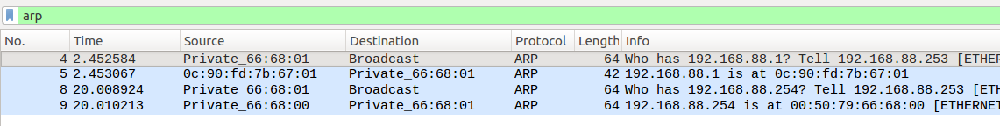 arp
No. Time Source Destination Protocol Length Info
4 2.452584 Private_66:68:01 Broadcast ARP 64 Who has 192.168.88.1? Tell 192.168.88.253 [ETHER
5 2.453067 0c:90:fd:7b:67:01 Private_66:68:01 ARP 42 192.168.88.1 is at 0c:90:fd:7b:67:01
8 20.008924 Private_66:68:01 Broadcast ARP 64 Who has 192.168.88.254? Tell 192.168.88.253 [ETH
9 20.010213 Private_66:68:00 Private_66:68:01 ARP 64 192.168.88.254 is at 00:50:79:66:68:00 [ETHERNET